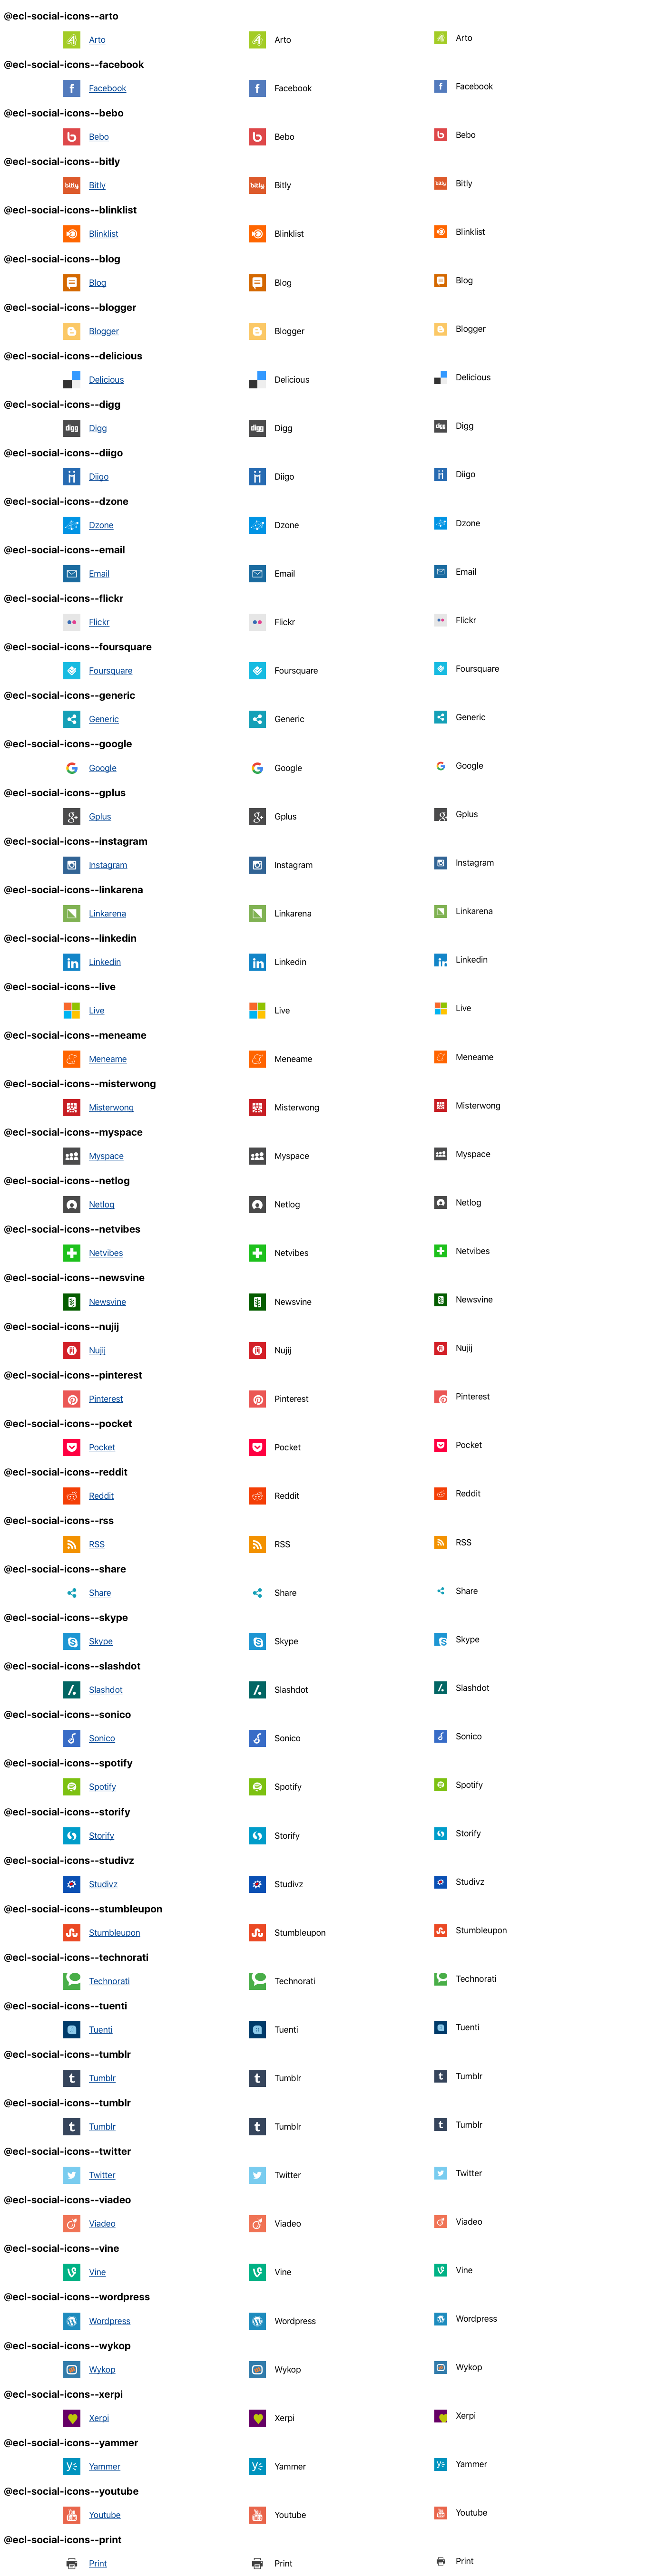 @ecl-social-icons--arto
Arto Arto Arto
@ecl-social-icons--facebook
Facebook Facebook Facebook
@ecl-social-icons--bebo
Bebo Bebo Bebo
@ecl-social-icons--bitly
bitly Bitly bitly Bitly bitly Bitly
@ecl-social-icons--blinklist
Blinklist Blinklist Blinklist
@ecl-social-icons--blog
Blog Blog Blog
@ecl-social-icons--blogger
Blogger Blogger Blogger
@ecl-social-icons--delicious
Delicious Delicious Delicious
@ecl-social-icons--digg
digg Digg digg Digg digg Digg
@ecl-social-icons--diigo
Diigo Diigo Diigo
@ecl-social-icons--dzone
Dzone Dzone Dzone
@ecl-social-icons--email
Email Email Email
@ecl-social-icons--flickr
Flickr Flickr Flickr
@ecl-social-icons--foursquare
Foursquare Foursquare Foursquare
@ecl-social-icons--generic
Generic Generic Generic
@ecl-social-icons--google
Google Google Google
@ecl-social-icons--gplus
Gplus Gplus Gplus
@ecl-social-icons--instagram
Instagram Instagram Instagram
@ecl-social-icons--linkarena
Linkarena Linkarena Linkarena
@ecl-social-icons--linkedin
in Linkedin in Linkedin in Linkedin
@ecl-social-icons--live
Live Live Live
@ecl-social-icons--meneame
Meneame Meneame Meneame
@ecl-social-icons--misterwong
Misterwong Misterwong Misterwong
@ecl-social-icons--myspace
Myspace Myspace Myspace
@ecl-social-icons--netlog
Netlog Netlog Netlog
@ecl-social-icons--netvibes
Netvibes Netvibes Netvibes
@ecl-social-icons--newsvine
Newsvine Newsvine Newsvine
@ecl-social-icons--nujij
Nujij Nujij Nujij
@ecl-social-icons--pinterest
Pinterest Pinterest Pinterest
@ecl-social-icons--pocket
Pocket Pocket Pocket
@ecl-social-icons--reddit
Reddit Reddit Reddit
@ecl-social-icons--rss
RSS RSS RSS
@ecl-social-icons--share
Share Share Share
@ecl-social-icons--skype
Skype Skype Skype
@ecl-social-icons--slashdot
Slashdot Slashdot Slashdot
@ecl-social-icons--sonico
Sonico Sonico Sonico
@ecl-social-icons--spotify
Spotify Spotify Spotify
@ecl-social-icons--storify
Storify Storify Storify
@ecl-social-icons--studivz
Studivz Studivz Studivz
@ecl-social-icons--stumbleupon
Stumbleupon Stumbleupon Stumbleupon
@ecl-social-icons--technorati
Technorati Technorati Technorati
@ecl-social-icons--tuenti
Tuenti Tuenti Tuenti
@ecl-social-icons--tumblr
Tumblr Tumblr Tumblr
@ecl-social-icons--tumblr
Tumblr Tumblr Tumblr
@ecl-social-icons--twitter
Twitter Twitter Twitter
@ecl-social-icons--viadeo
Viadeo Viadeo Viadeo
@ecl-social-icons--vine
Vine Vine Vine
@ecl-social-icons--wordpress
Wordpress Wordpress Wordpress
@ecl-social-icons--wykop
Wykop Wykop Wykop
@ecl-social-icons--xerpi
Xerpi Xerpi Xerpi
@ecl-social-icons--yammer
Yammer Yammer Yammer
@ecl-social-icons--youtube
You Tube Youtube You Tube Youtube You Tube Youtube
@ecl-social-icons--print
Print Print Print